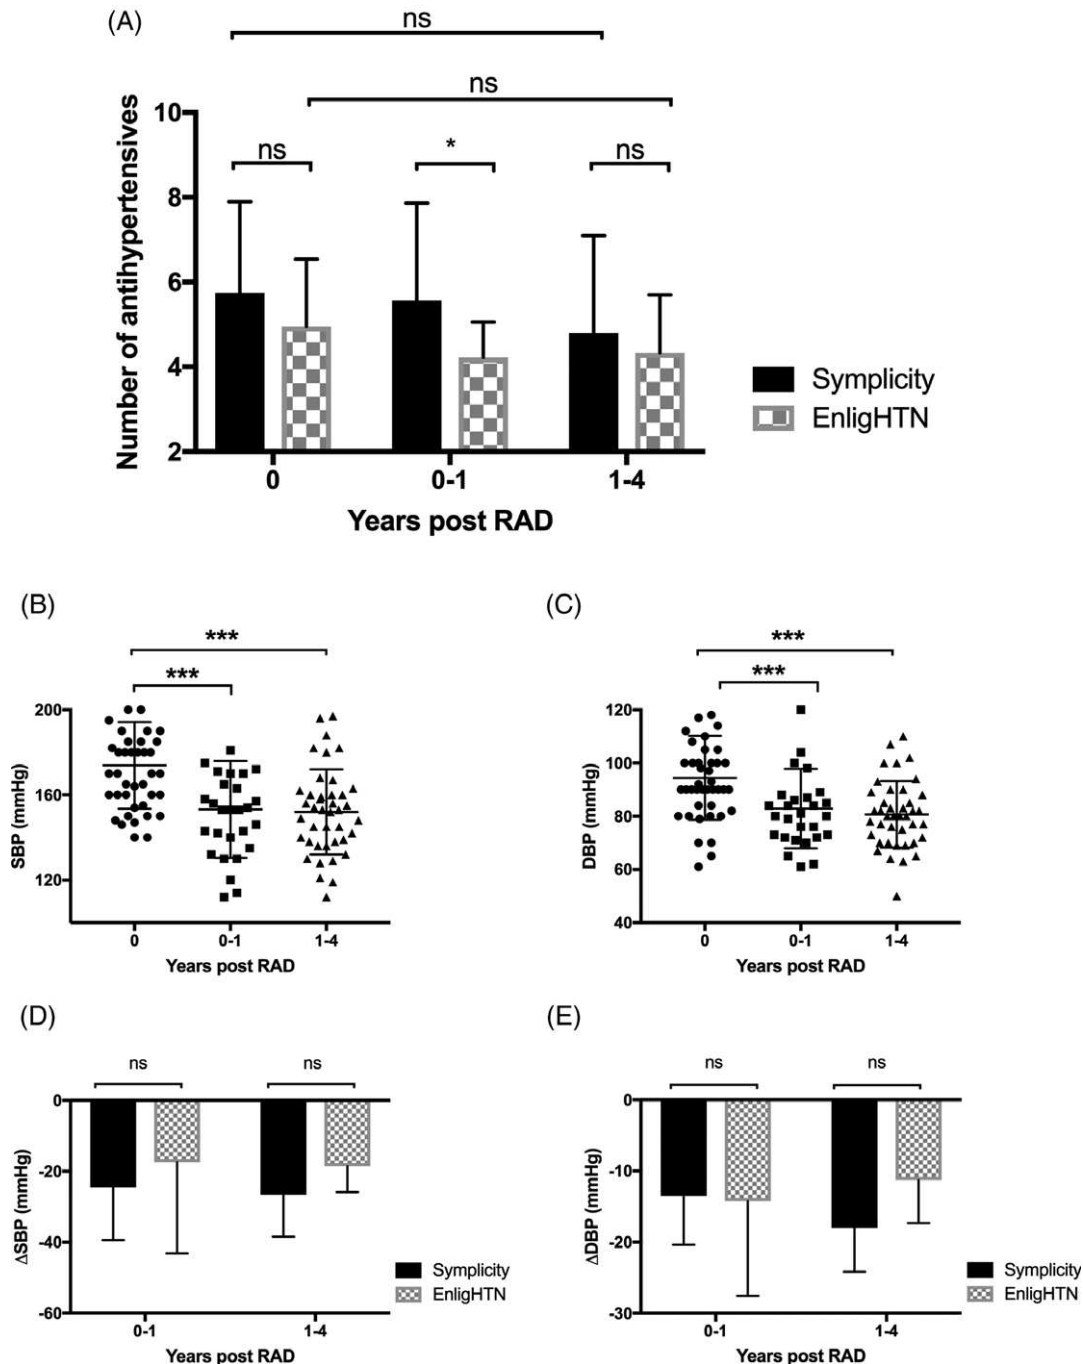 (A)
ns
ns
ns
*
ns
Number of antihypertensives
10
8
6
4
2
0
0-1
1-4
Years post RAD
Symplicity
EnligHTN
(B)
***
***
SBP (mmHg)
200
160
120
0
0-1
1-4
Years post RAD
(C)
***
***
DBP (mmHg)
120
100
80
60
40
0
0-1
1-4
Years post RAD
(D)
ns
ns
ΔSBP (mmHg)
0
-20
-40
-60
0-1
1-4
Years post RAD
Symplicity
EnligHTN
(E)
ns
ns
ΔDBP (mmHg)
0
-10
-20
-30
0-1
1-4
Years post RAD
Symplicity
EnligHTN